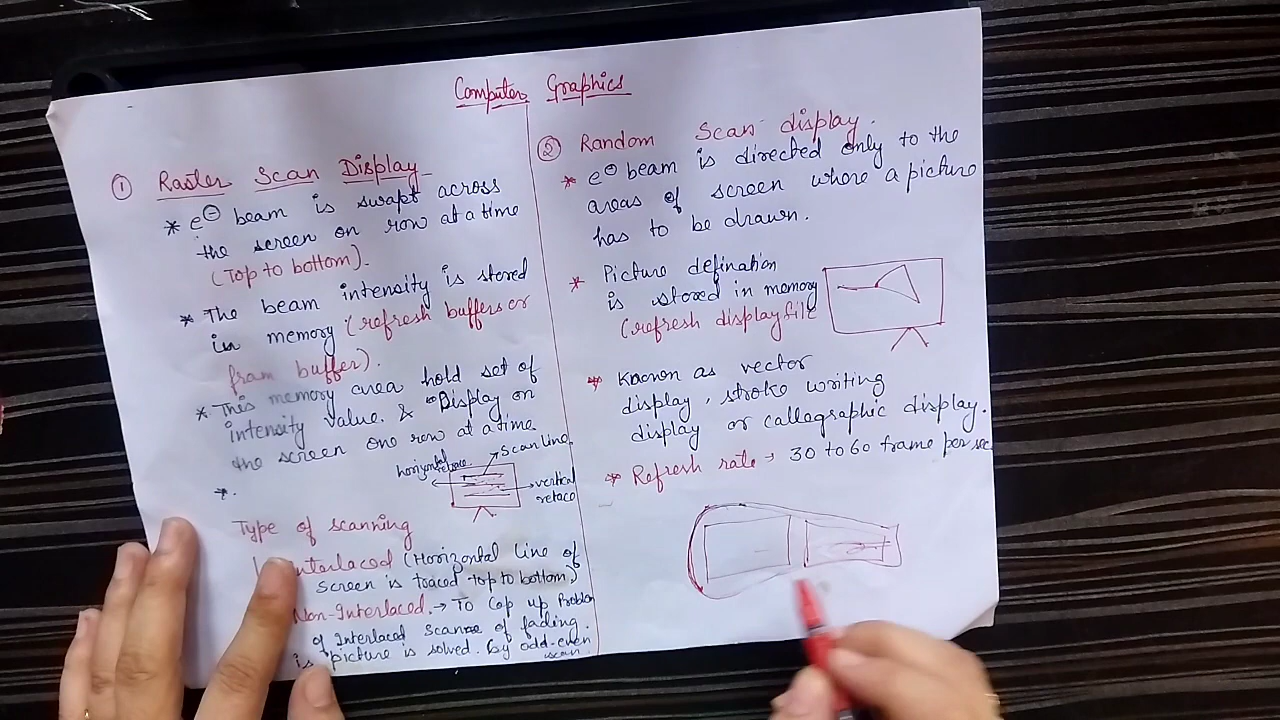 Computer Graphics
① Raster Scan Display
* e⊖ beam is swapt across
the screen on row at a time
(Top to bottom).
* The beam intensity is stored
in memory (refresh buffers or
fram buffer).
* This memory area hold set of
intensity value. & Display on
the screen one row at a time.
horizontal retrace
scan line
vertical
retace
*.
Type of scanning
Interlaced (Horizontal line of
screen is traced top to bottom)
Non-Interlaced. → To Cop up Problem
of Interlaced Scan of fading.
is picture is solved. by odd-even
scan.
② Random Scan display.
* e⊖ beam is directed only to the
areas of screen where a picture
has to be drawn.
* Picture defination
is stored in memory
(refresh display file
* Known as vector
display, stroke writing
display or callagraphic display.
* Refresh rate → 30 to 60 frame per sec